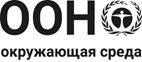 ООН
окружающая среда